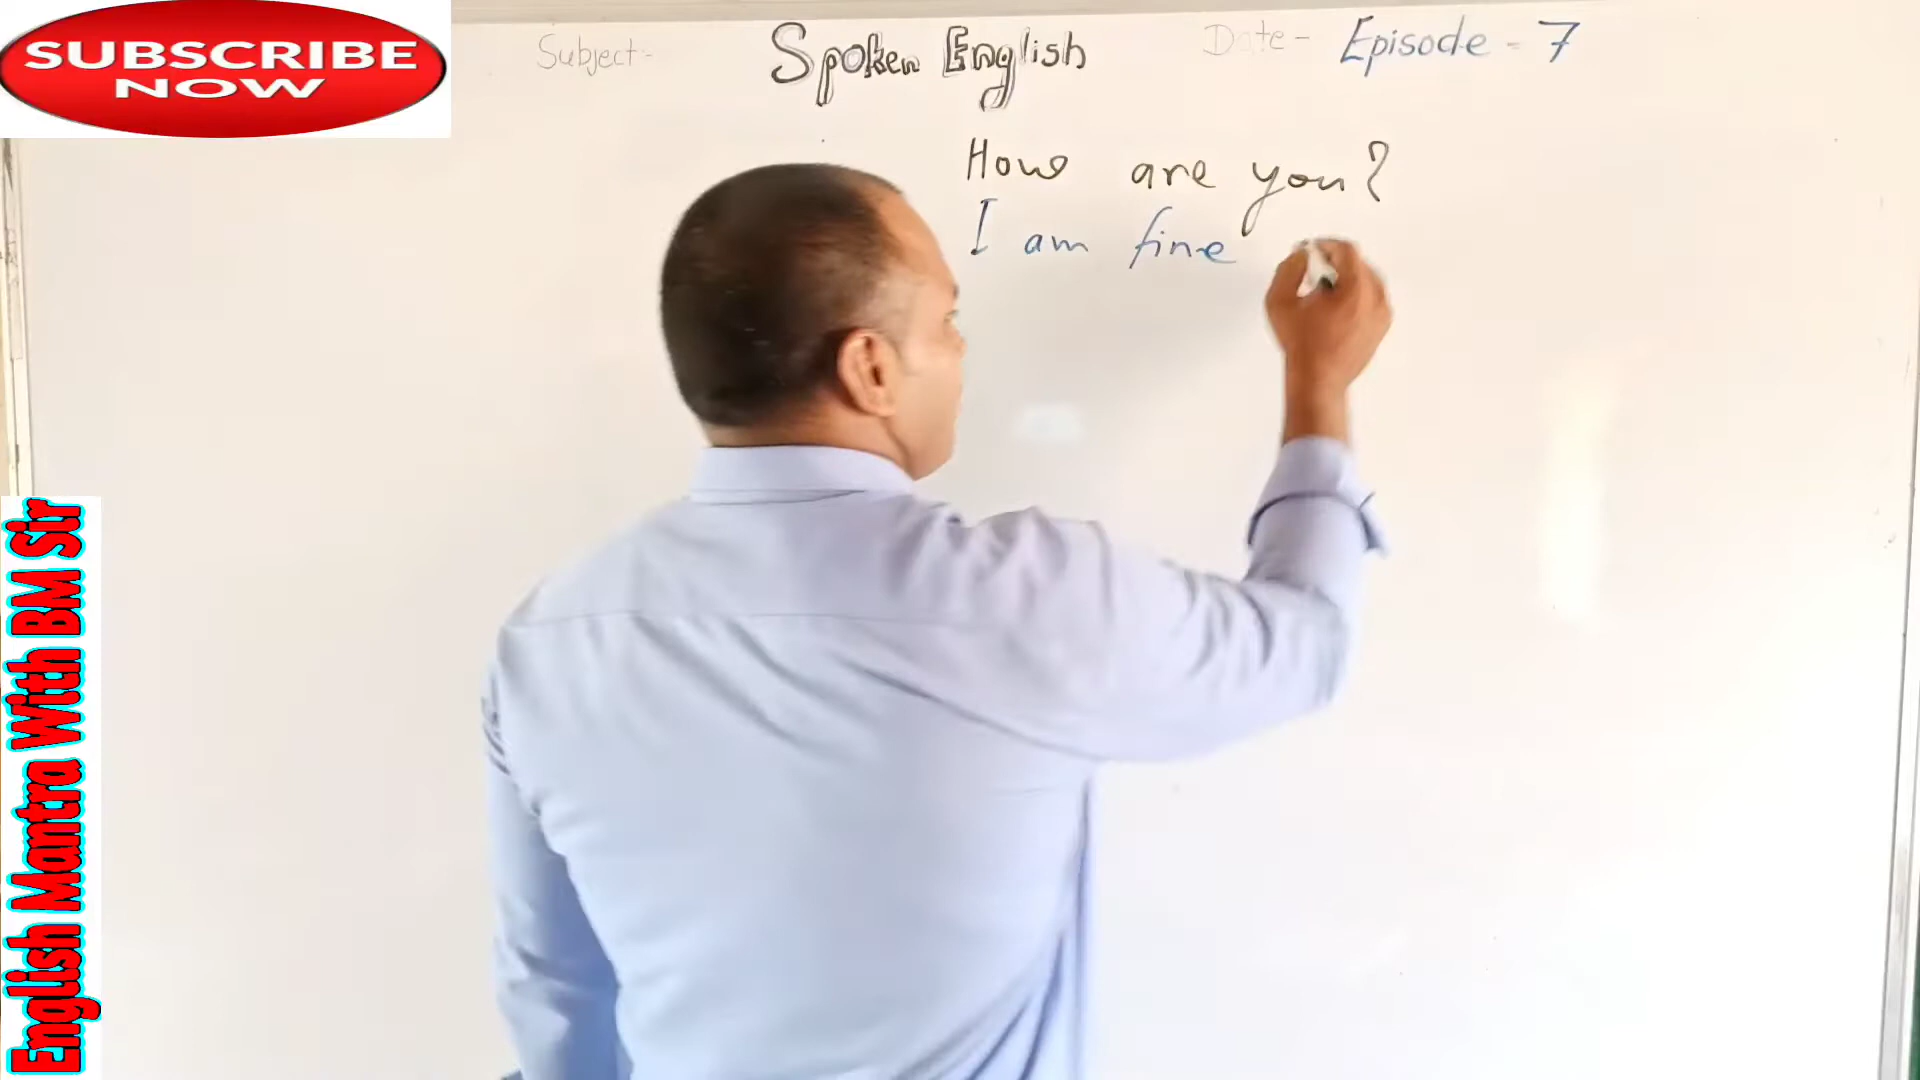 SUBSCRIBE
NOW
Subject:-
Spoken English
Date - Episode - 7
How are you?
I am fine
English Mantra With BM Sir